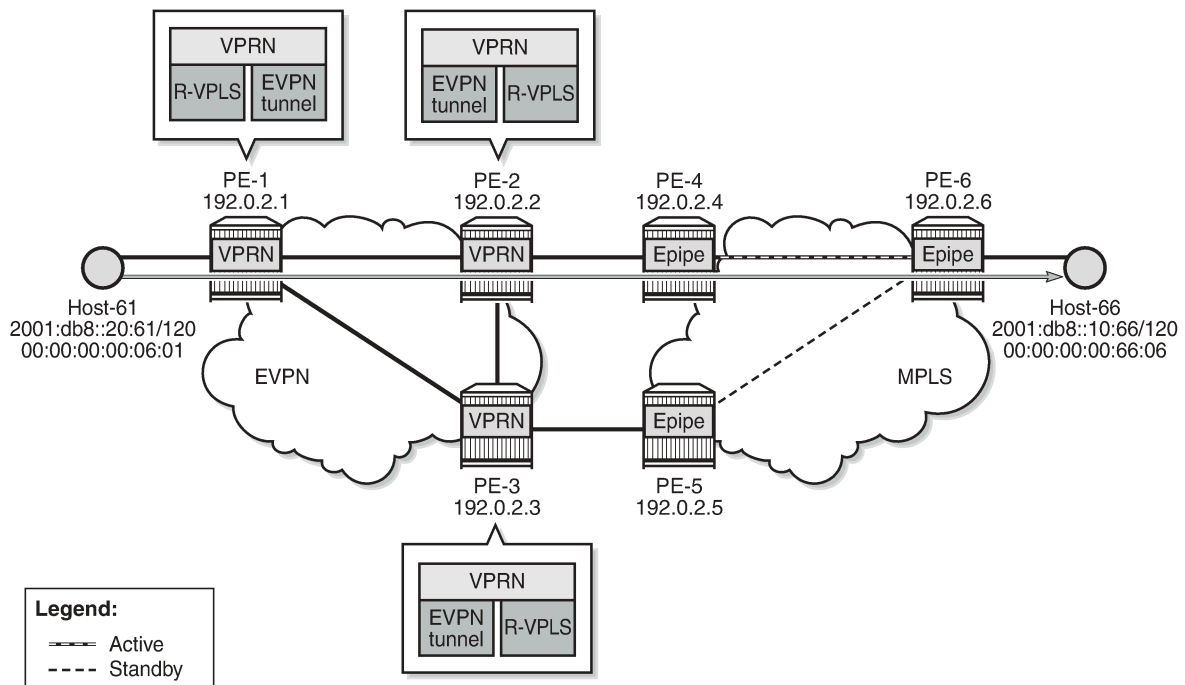 VPRN
R-VPLS
EVPN
tunnel
VPRN
EVPN
tunnel
R-VPLS
PE-1
192.0.2.1
PE-2
192.0.2.2
PE-4
192.0.2.4
PE-6
192.0.2.6
VPRN
VPRN
Epipe
Epipe
Host-61
2001:db8::20:61/120
00:00:00:00:06:01
Host-66
2001:db8::10:66/120
00:00:00:00:66:06
EVPN
MPLS
VPRN
Epipe
PE-3
192.0.2.3
PE-5
192.0.2.5
VPRN
EVPN
tunnel
R-VPLS
Legend:
Active
Standby